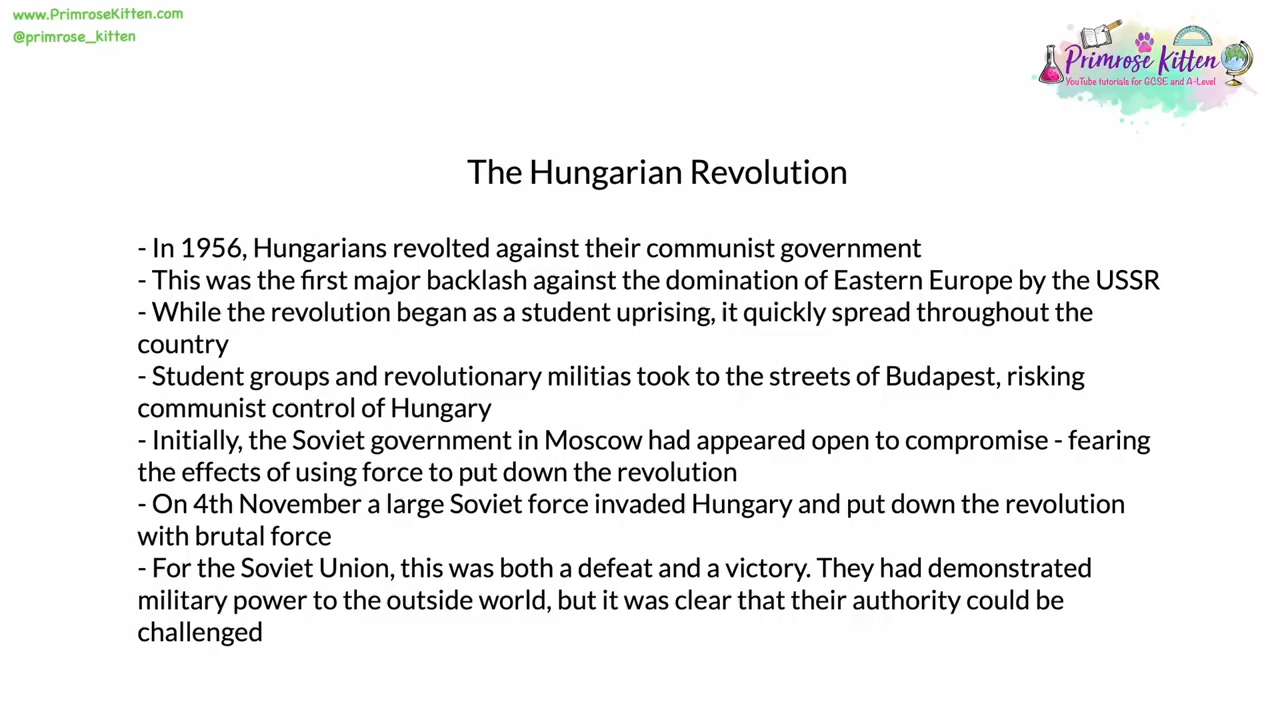 www.PrimroseKitten.com
@primrose_kitten
Primrose Kitten
YouTube tutorials for GCSE and A-Level
The Hungarian Revolution
- In 1956, Hungarians revolted against their communist government
- This was the first major backlash against the domination of Eastern Europe by the USSR
- While the revolution began as a student uprising, it quickly spread throughout the
country
- Student groups and revolutionary militias took to the streets of Budapest, risking
communist control of Hungary
- Initially, the Soviet government in Moscow had appeared open to compromise - fearing
the effects of using force to put down the revolution
- On 4th November a large Soviet force invaded Hungary and put down the revolution
with brutal force
- For the Soviet Union, this was both a defeat and a victory. They had demonstrated
military power to the outside world, but it was clear that their authority could be
challenged